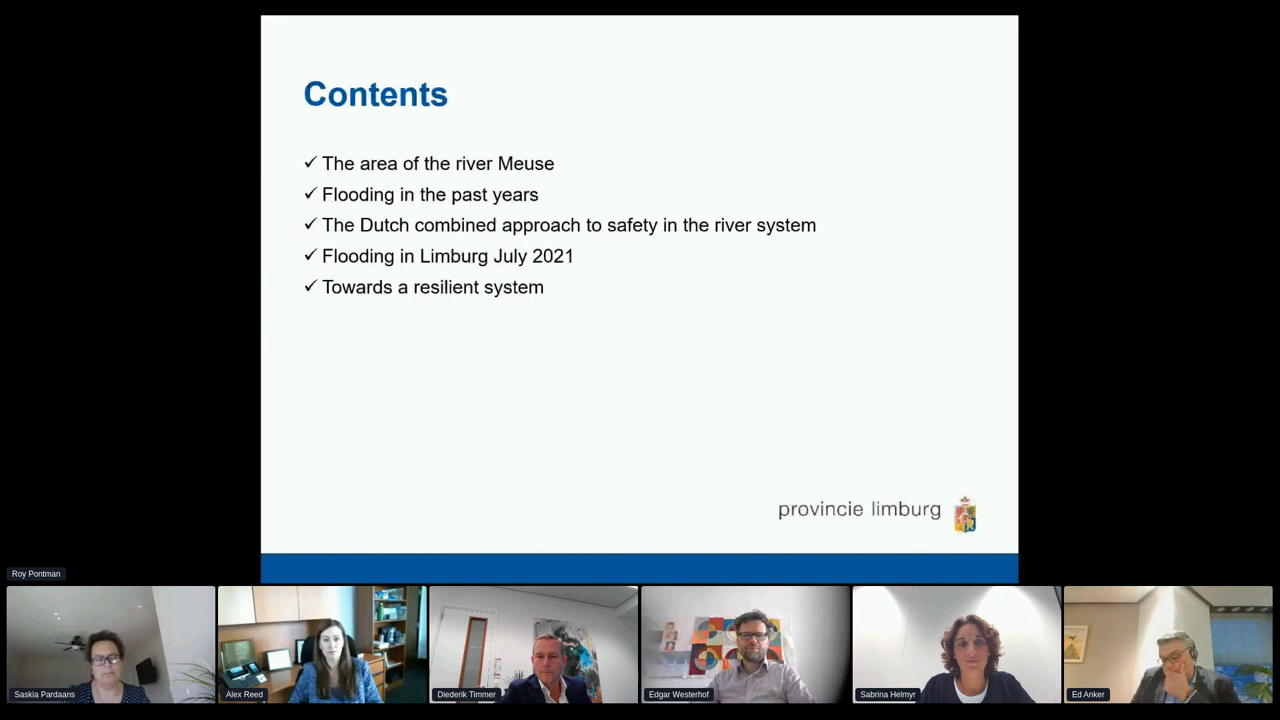 Contents
✓ The area of the river Meuse
✓ Flooding in the past years
✓ The Dutch combined approach to safety in the river system
✓ Flooding in Limburg July 2021
✓ Towards a resilient system
provincie limburg
Roy Pontman
Saskia Pardaans
Alex Reed
Diederik Timmer
Edgar Westerhof
Sabrina Helmyr
Ed Anker